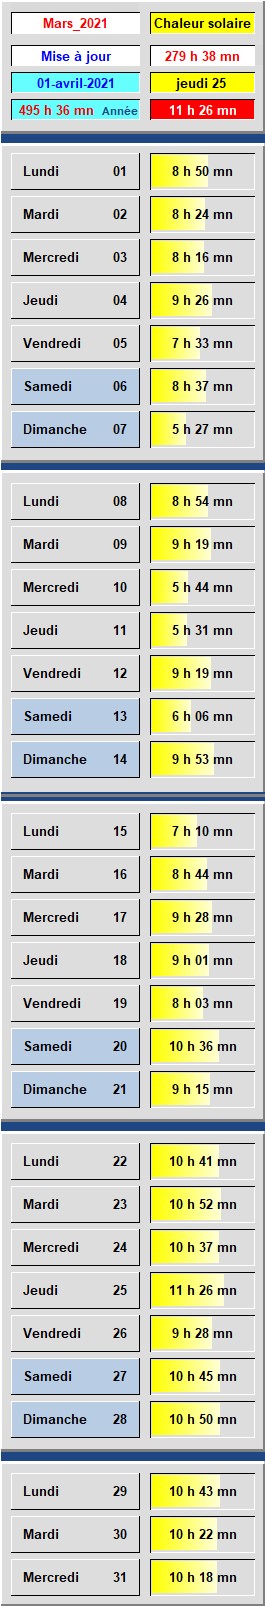 Mars_2021 Chaleur solaire
Mise à jour 279 h 38 mn
01-avril-2021 jeudi 25
495 h 36 mn Année 11 h 26 mn
Lundi 01 8 h 50 mn
Mardi 02 8 h 24 mn
Mercredi 03 8 h 16 mn
Jeudi 04 9 h 26 mn
Vendredi 05 7 h 33 mn
Samedi 06 8 h 37 mn
Dimanche 07 5 h 27 mn
Lundi 08 8 h 54 mn
Mardi 09 9 h 19 mn
Mercredi 10 5 h 44 mn
Jeudi 11 5 h 31 mn
Vendredi 12 9 h 19 mn
Samedi 13 6 h 06 mn
Dimanche 14 9 h 53 mn
Lundi 15 7 h 10 mn
Mardi 16 8 h 44 mn
Mercredi 17 9 h 28 mn
Jeudi 18 9 h 01 mn
Vendredi 19 8 h 03 mn
Samedi 20 10 h 36 mn
Dimanche 21 9 h 15 mn
Lundi 22 10 h 41 mn
Mardi 23 10 h 52 mn
Mercredi 24 10 h 37 mn
Jeudi 25 11 h 26 mn
Vendredi 26 9 h 28 mn
Samedi 27 10 h 45 mn
Dimanche 28 10 h 50 mn
Lundi 29 10 h 43 mn
Mardi 30 10 h 22 mn
Mercredi 31 10 h 18 mn